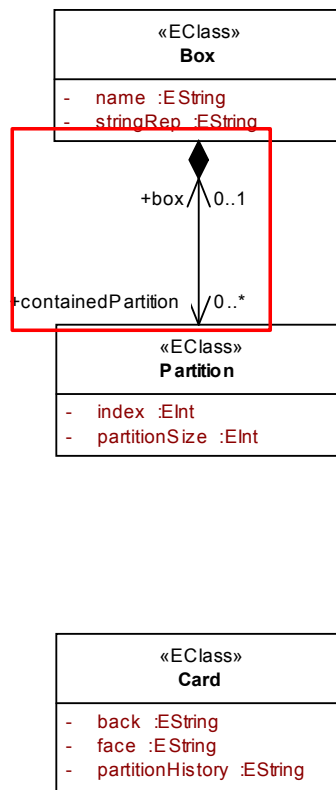 «EClass»
Box
- name :EString
- stringRep :EString
+box 0..1
+containedPartition 0..*
«EClass»
Partition
- index :EInt
- partitionSize :EInt
«EClass»
Card
- back :EString
- face :EString
- partitionHistory :EString